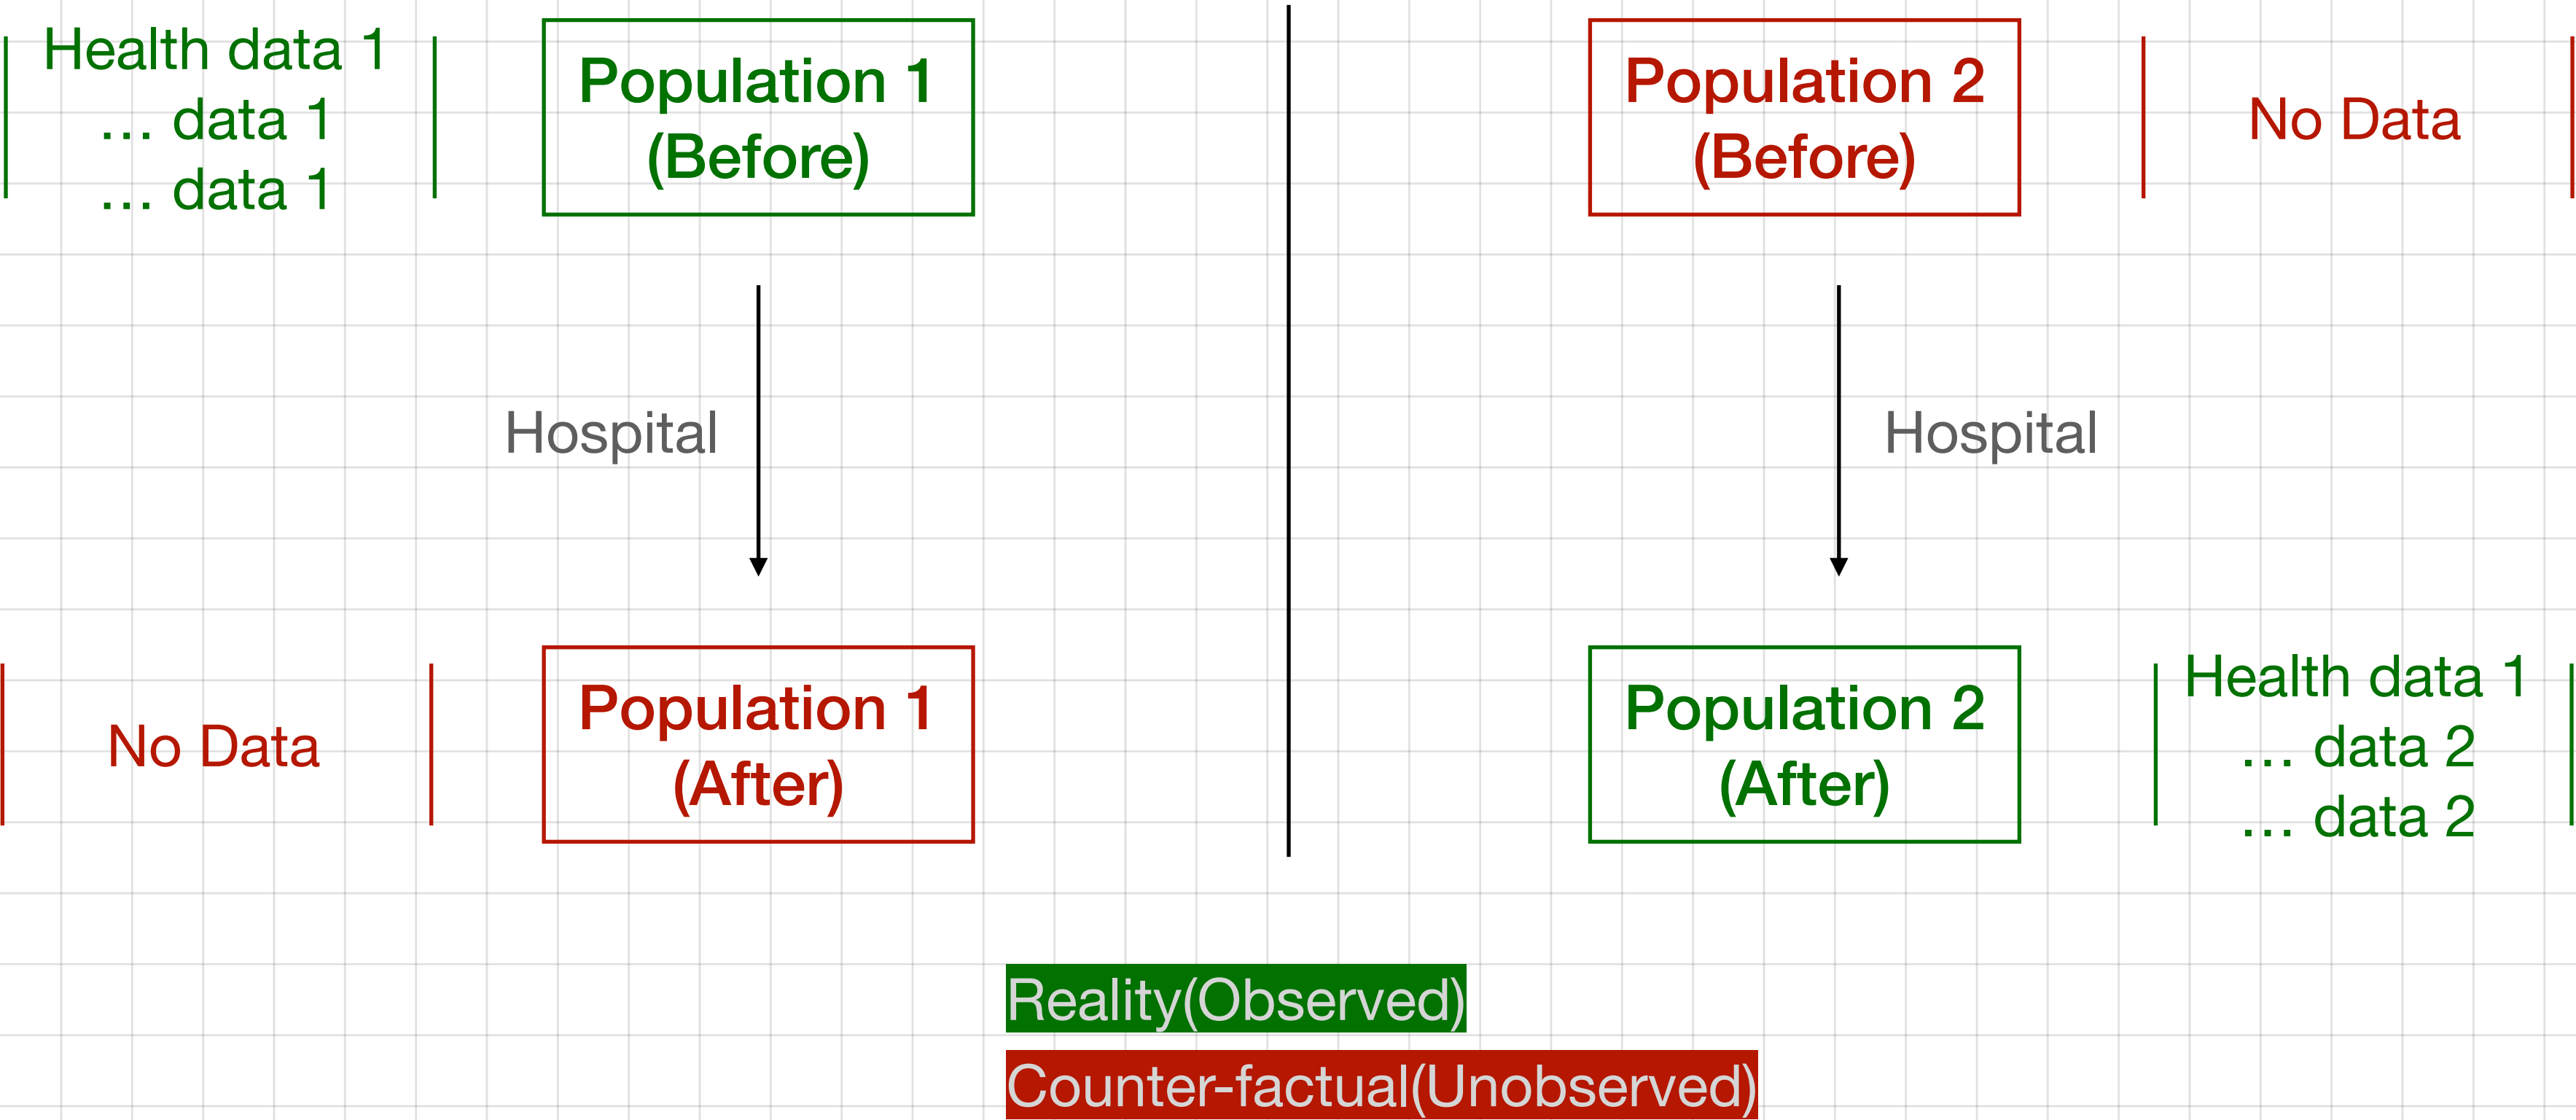 Health data 1
... data 1
... data 1
Population 1
(Before)
Population 2
(Before)
No Data
Hospital
Hospital
No Data
Population 1
(After)
Population 2
(After)
Health data 1
... data 2
... data 2
Reality(Observed)
Counter-factual(Unobserved)